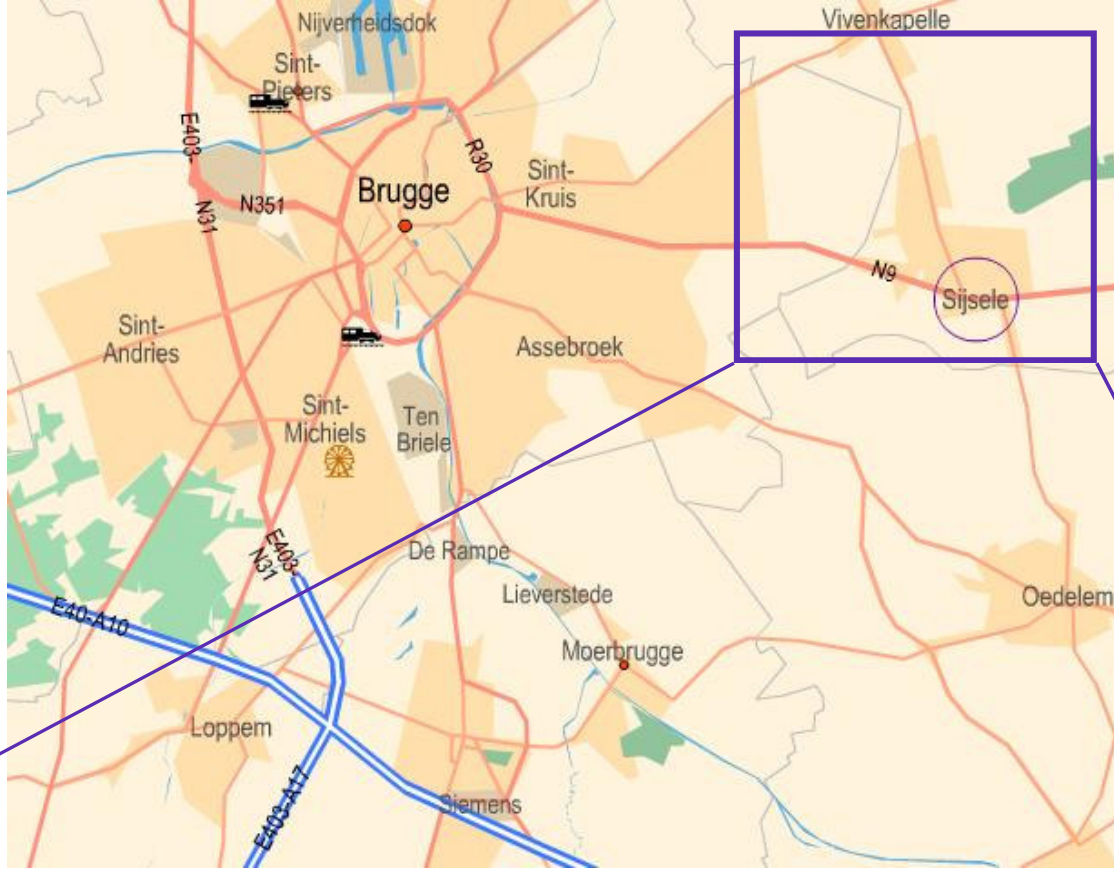 Vivenkapelle
Nijverheidsdok
Sint-
Pieters
E403-
N31
R30
Sint-
Kruis
Brugge
N351
N9
Sijsele
Sint-
Andries
Assebroek
Sint-
Michiels
Ten
Briele
E403-
N31
De Rampe
Lieverstede
Oedelem
E40-A10
Moerbrugge
Loppem
E403-A17
Siemens